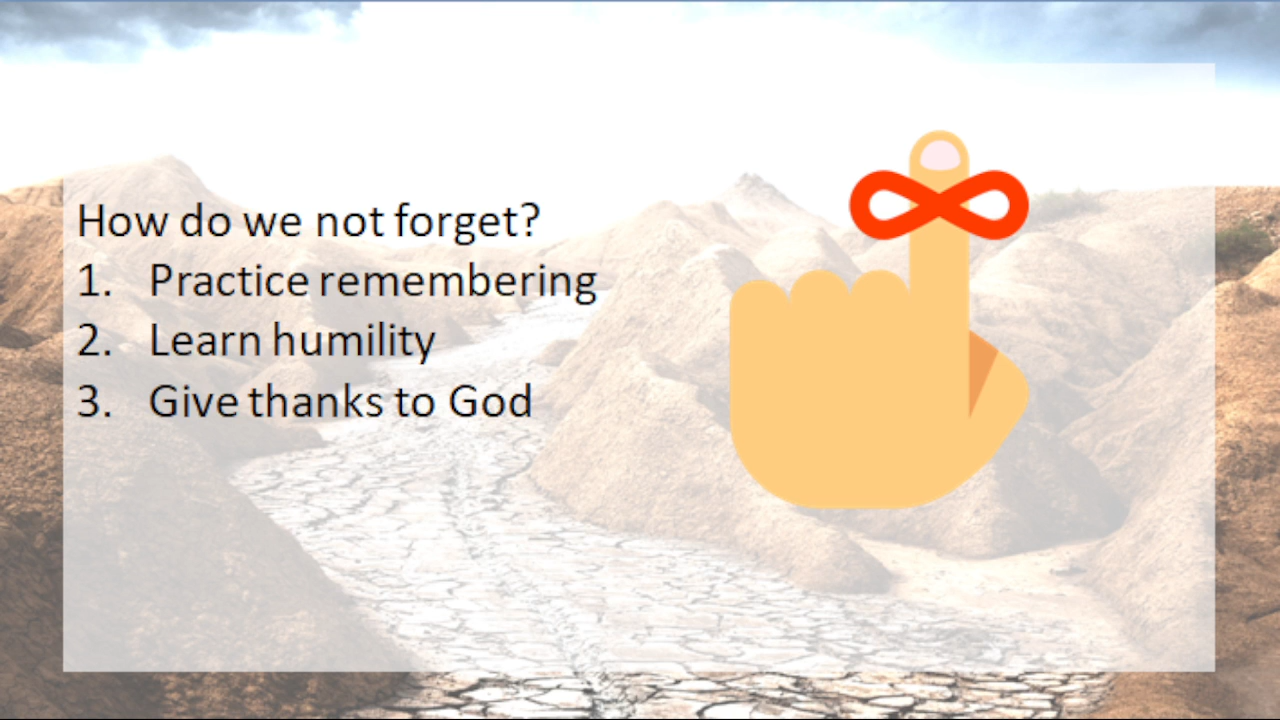 How do we not forget?
1. Practice remembering
2. Learn humility
3. Give thanks to God